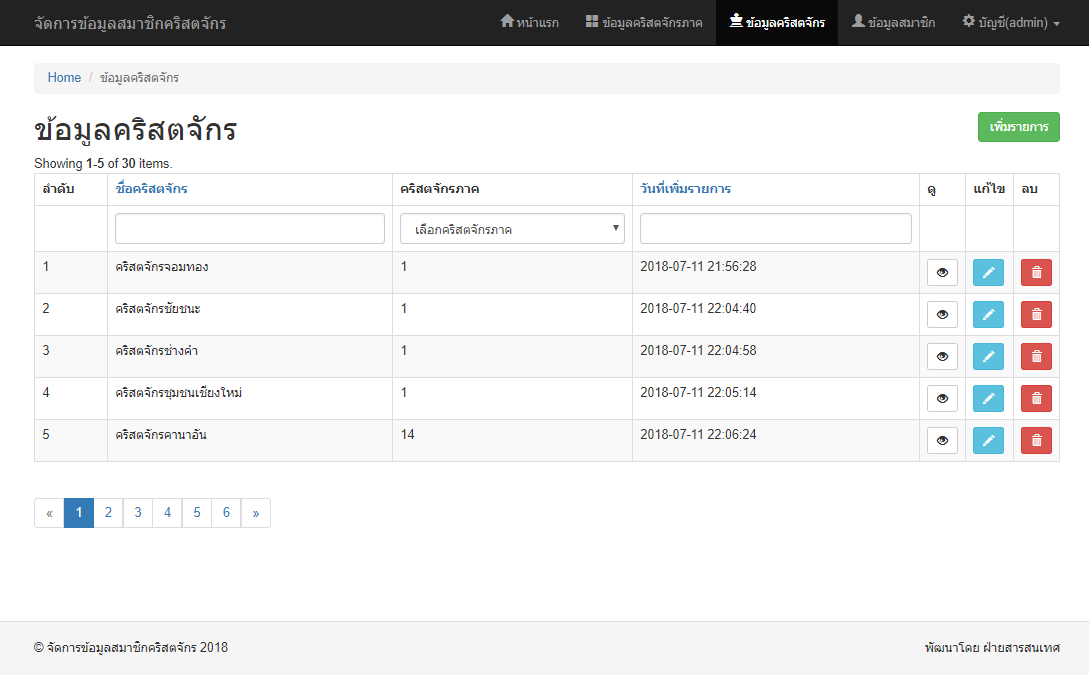 จัดการข้อมูลสมาชิกคริสตจักร หน้าแรก ข้อมูลคริสตจักรภาค ข้อมูลคริสตจักร ข้อมูลสมาชิก บัญชี(admin)
Home / ข้อมูลคริสตจักร
ข้อมูลคริสตจักร เพิ่มรายการ
Showing 1-5 of 30 items.
ลำดับ ชื่อคริสตจักร คริสตจักรภาค วันที่เพิ่มรายการ ดู แก้ไข ลบ
เลือกคริสตจักรภาค
1 คริสตจักรจอมทอง 1 2018-07-11 21:56:28
2 คริสตจักรชัยชนะ 1 2018-07-11 22:04:40
3 คริสตจักรช่างคำ 1 2018-07-11 22:04:58
4 คริสตจักรชุมชนเชียงใหม่ 1 2018-07-11 22:05:14
5 คริสตจักรคานาอัน 14 2018-07-11 22:06:24
« 1 2 3 4 5 6 »
© จัดการข้อมูลสมาชิกคริสตจักร 2018 พัฒนาโดย ฝ่ายสารสนเทศ